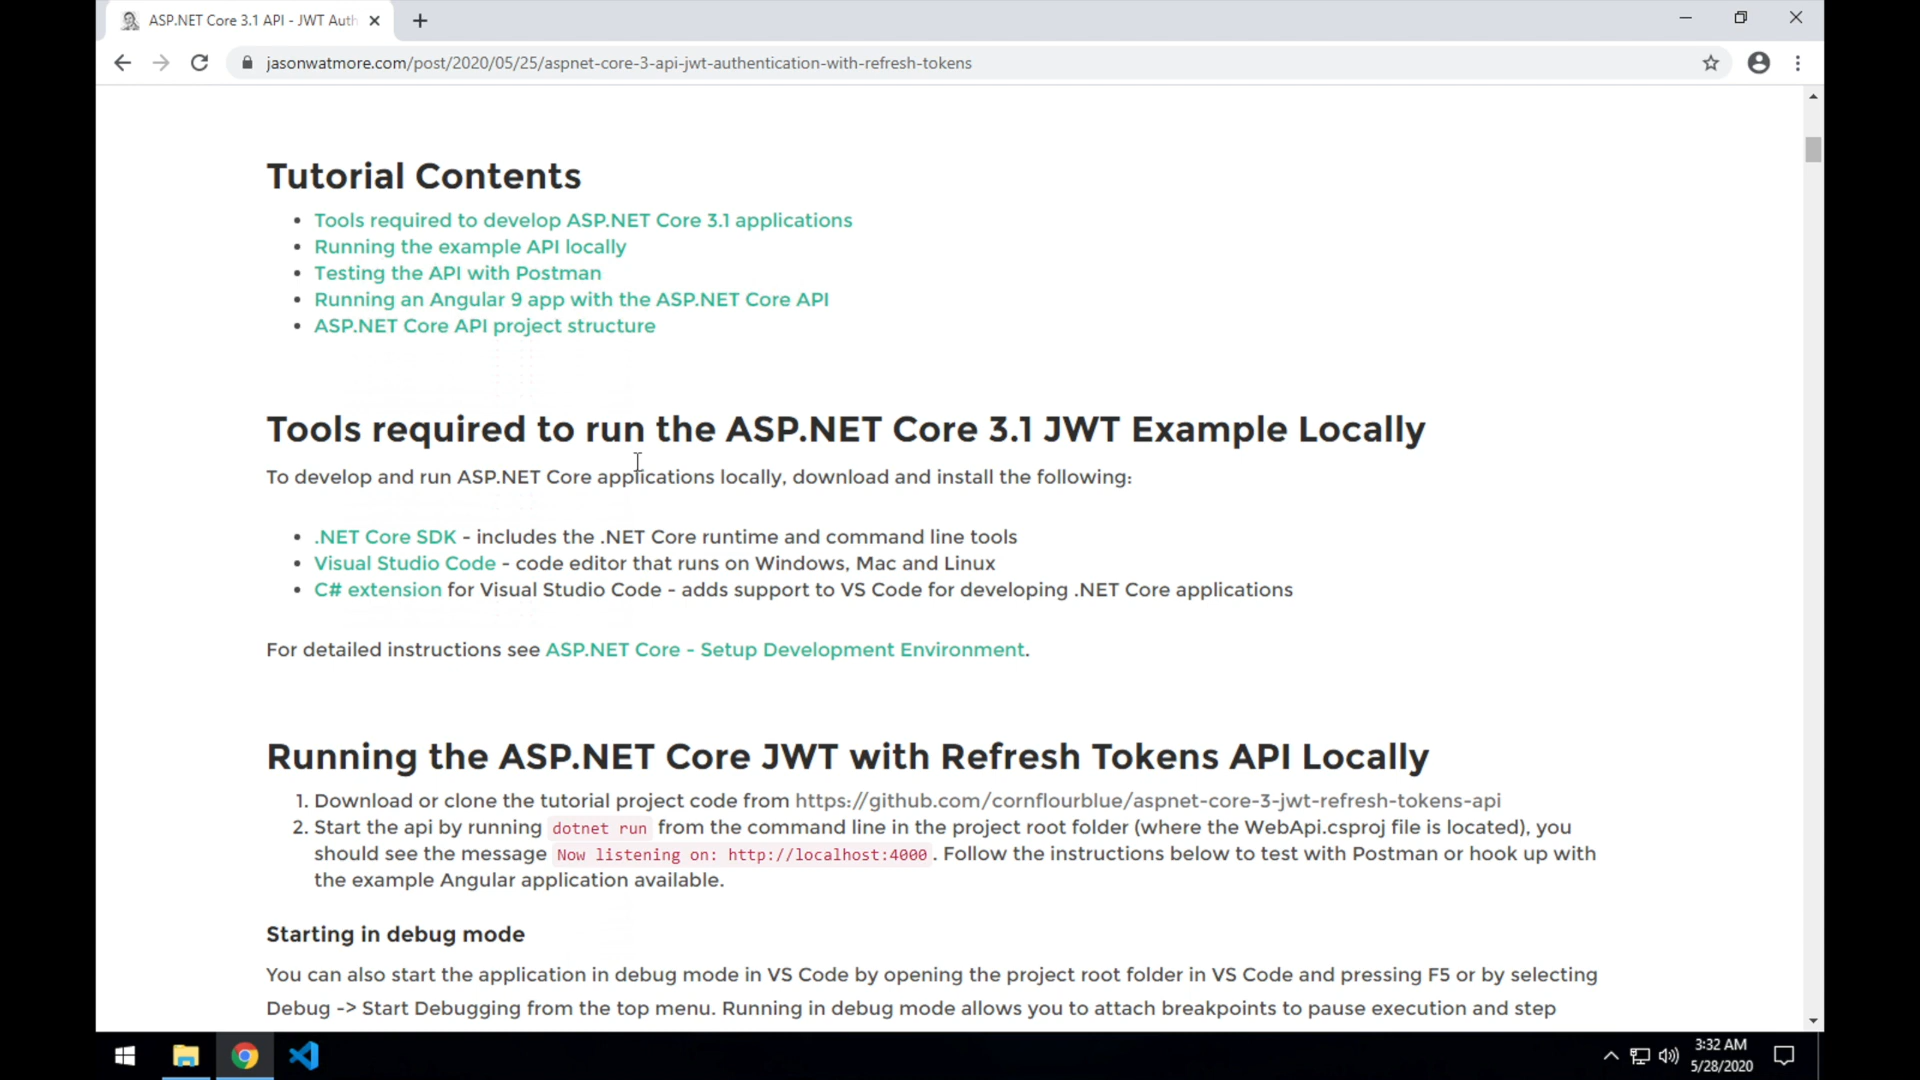 ASP.NET Core 3.1 API - JWT Auth
jasonwatmore.com/post/2020/05/25/aspnet-core-3-api-jwt-authentication-with-refresh-tokens
Tutorial Contents
• Tools required to develop ASP.NET Core 3.1 applications
• Running the example API locally
• Testing the API with Postman
• Running an Angular 9 app with the ASP.NET Core API
• ASP.NET Core API project structure
Tools required to run the ASP.NET Core 3.1 JWT Example Locally
To develop and run ASP.NET Core applications locally, download and install the following:
• .NET Core SDK - includes the .NET Core runtime and command line tools
• Visual Studio Code - code editor that runs on Windows, Mac and Linux
• C# extension for Visual Studio Code - adds support to VS Code for developing .NET Core applications
For detailed instructions see ASP.NET Core - Setup Development Environment.
Running the ASP.NET Core JWT with Refresh Tokens API Locally
1. Download or clone the tutorial project code from https://github.com/cornflourblue/aspnet-core-3-jwt-refresh-tokens-api
2. Start the api by running dotnet run from the command line in the project root folder (where the WebApi.csproj file is located), you
should see the message Now listening on: http://localhost:4000. Follow the instructions below to test with Postman or hook up with
the example Angular application available.
Starting in debug mode
You can also start the application in debug mode in VS Code by opening the project root folder in VS Code and pressing F5 or by selecting
Debug -> Start Debugging from the top menu. Running in debug mode allows you to attach breakpoints to pause execution and step
3:32 AM
5/28/2020